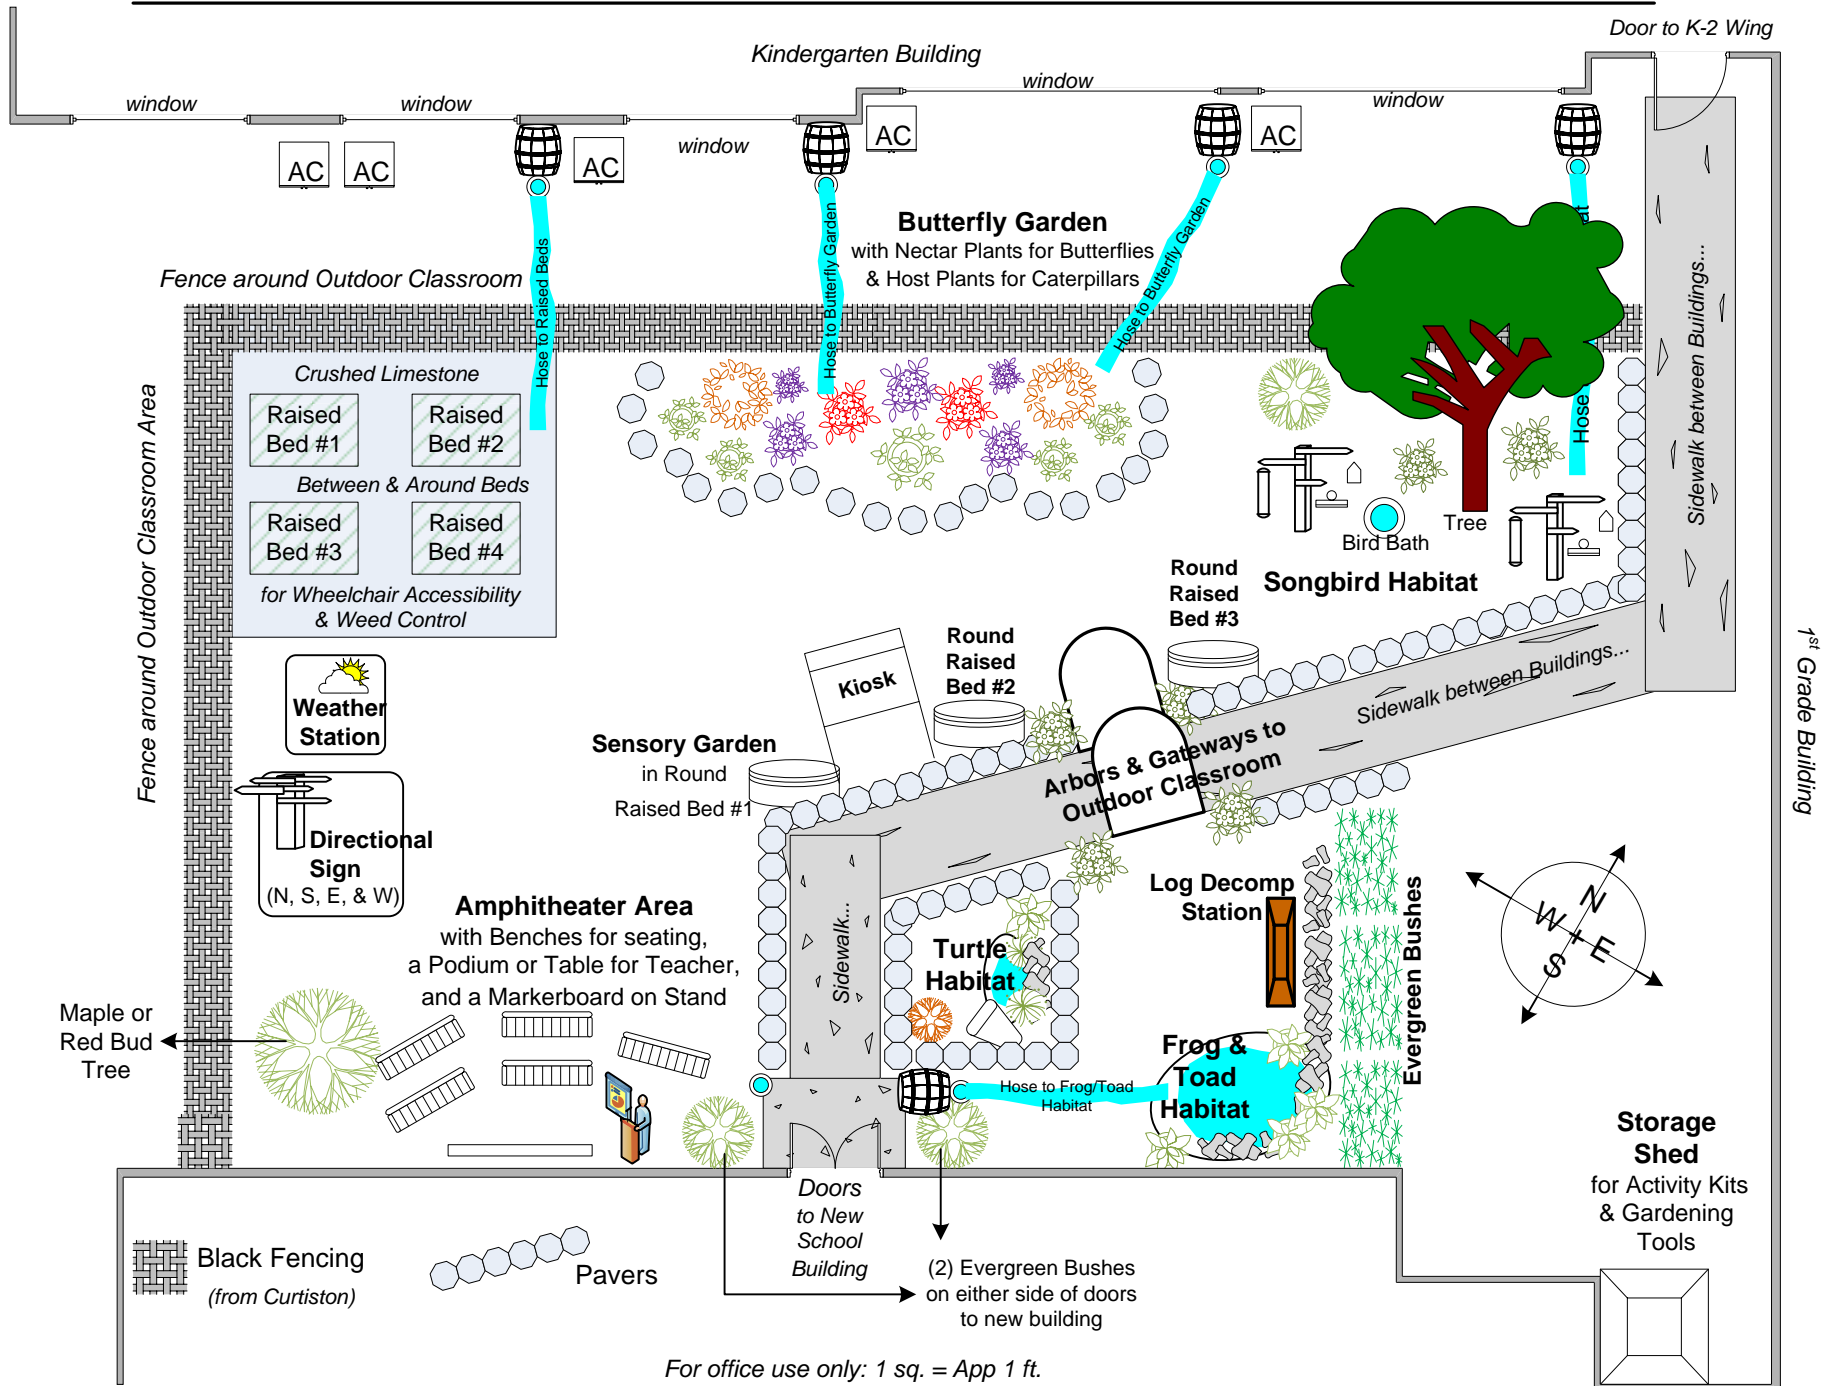 Door to K-2 Wing
Kindergarten Building
window
window
window
window
window
AC
AC
AC
AC
AC
Butterfly Garden
with Nectar Plants for Butterflies
& Host Plants for Caterpillars
Hose to Raised Beds
Hose to Butterfly Garden
Hose to Butterfly Garden
Hose
at
Sidewalk between Buildings...
Fence around Outdoor Classroom
Fence around Outdoor Classroom Area
Crushed Limestone
Raised
Bed #1
Raised
Bed #2
Between & Around Beds
Raised
Bed #3
Raised
Bed #4
for Wheelchair Accessibility
& Weed Control
Tree
Bird Bath
Songbird Habitat
Round
Raised
Bed #3
Round
Raised
Bed #2
Kiosk
Sensory Garden
in Round
Raised Bed #1
Sidewalk between Buildings...
Arbors & Gateways to
Outdoor Classroom
1st Grade Building
Weather
Station
Directional
Sign
(N, S, E, & W)
Amphitheater Area
with Benches for seating,
a Podium or Table for Teacher,
and a Markerboard on Stand
Sidewalk...
Turtle
Habitat
Log Decomp
Station
Evergreen Bushes
N
W + E
S
Maple or
Red Bud
Tree
Hose to Frog/Toad
Habitat
Frog &
Toad
Habitat
Storage
Shed
for Activity Kits
& Gardening
Tools
Doors
to New
School
Building
(2) Evergreen Bushes
on either side of doors
to new building
Black Fencing
(from Curtiston)
Pavers
For office use only: 1 sq. = App 1 ft.